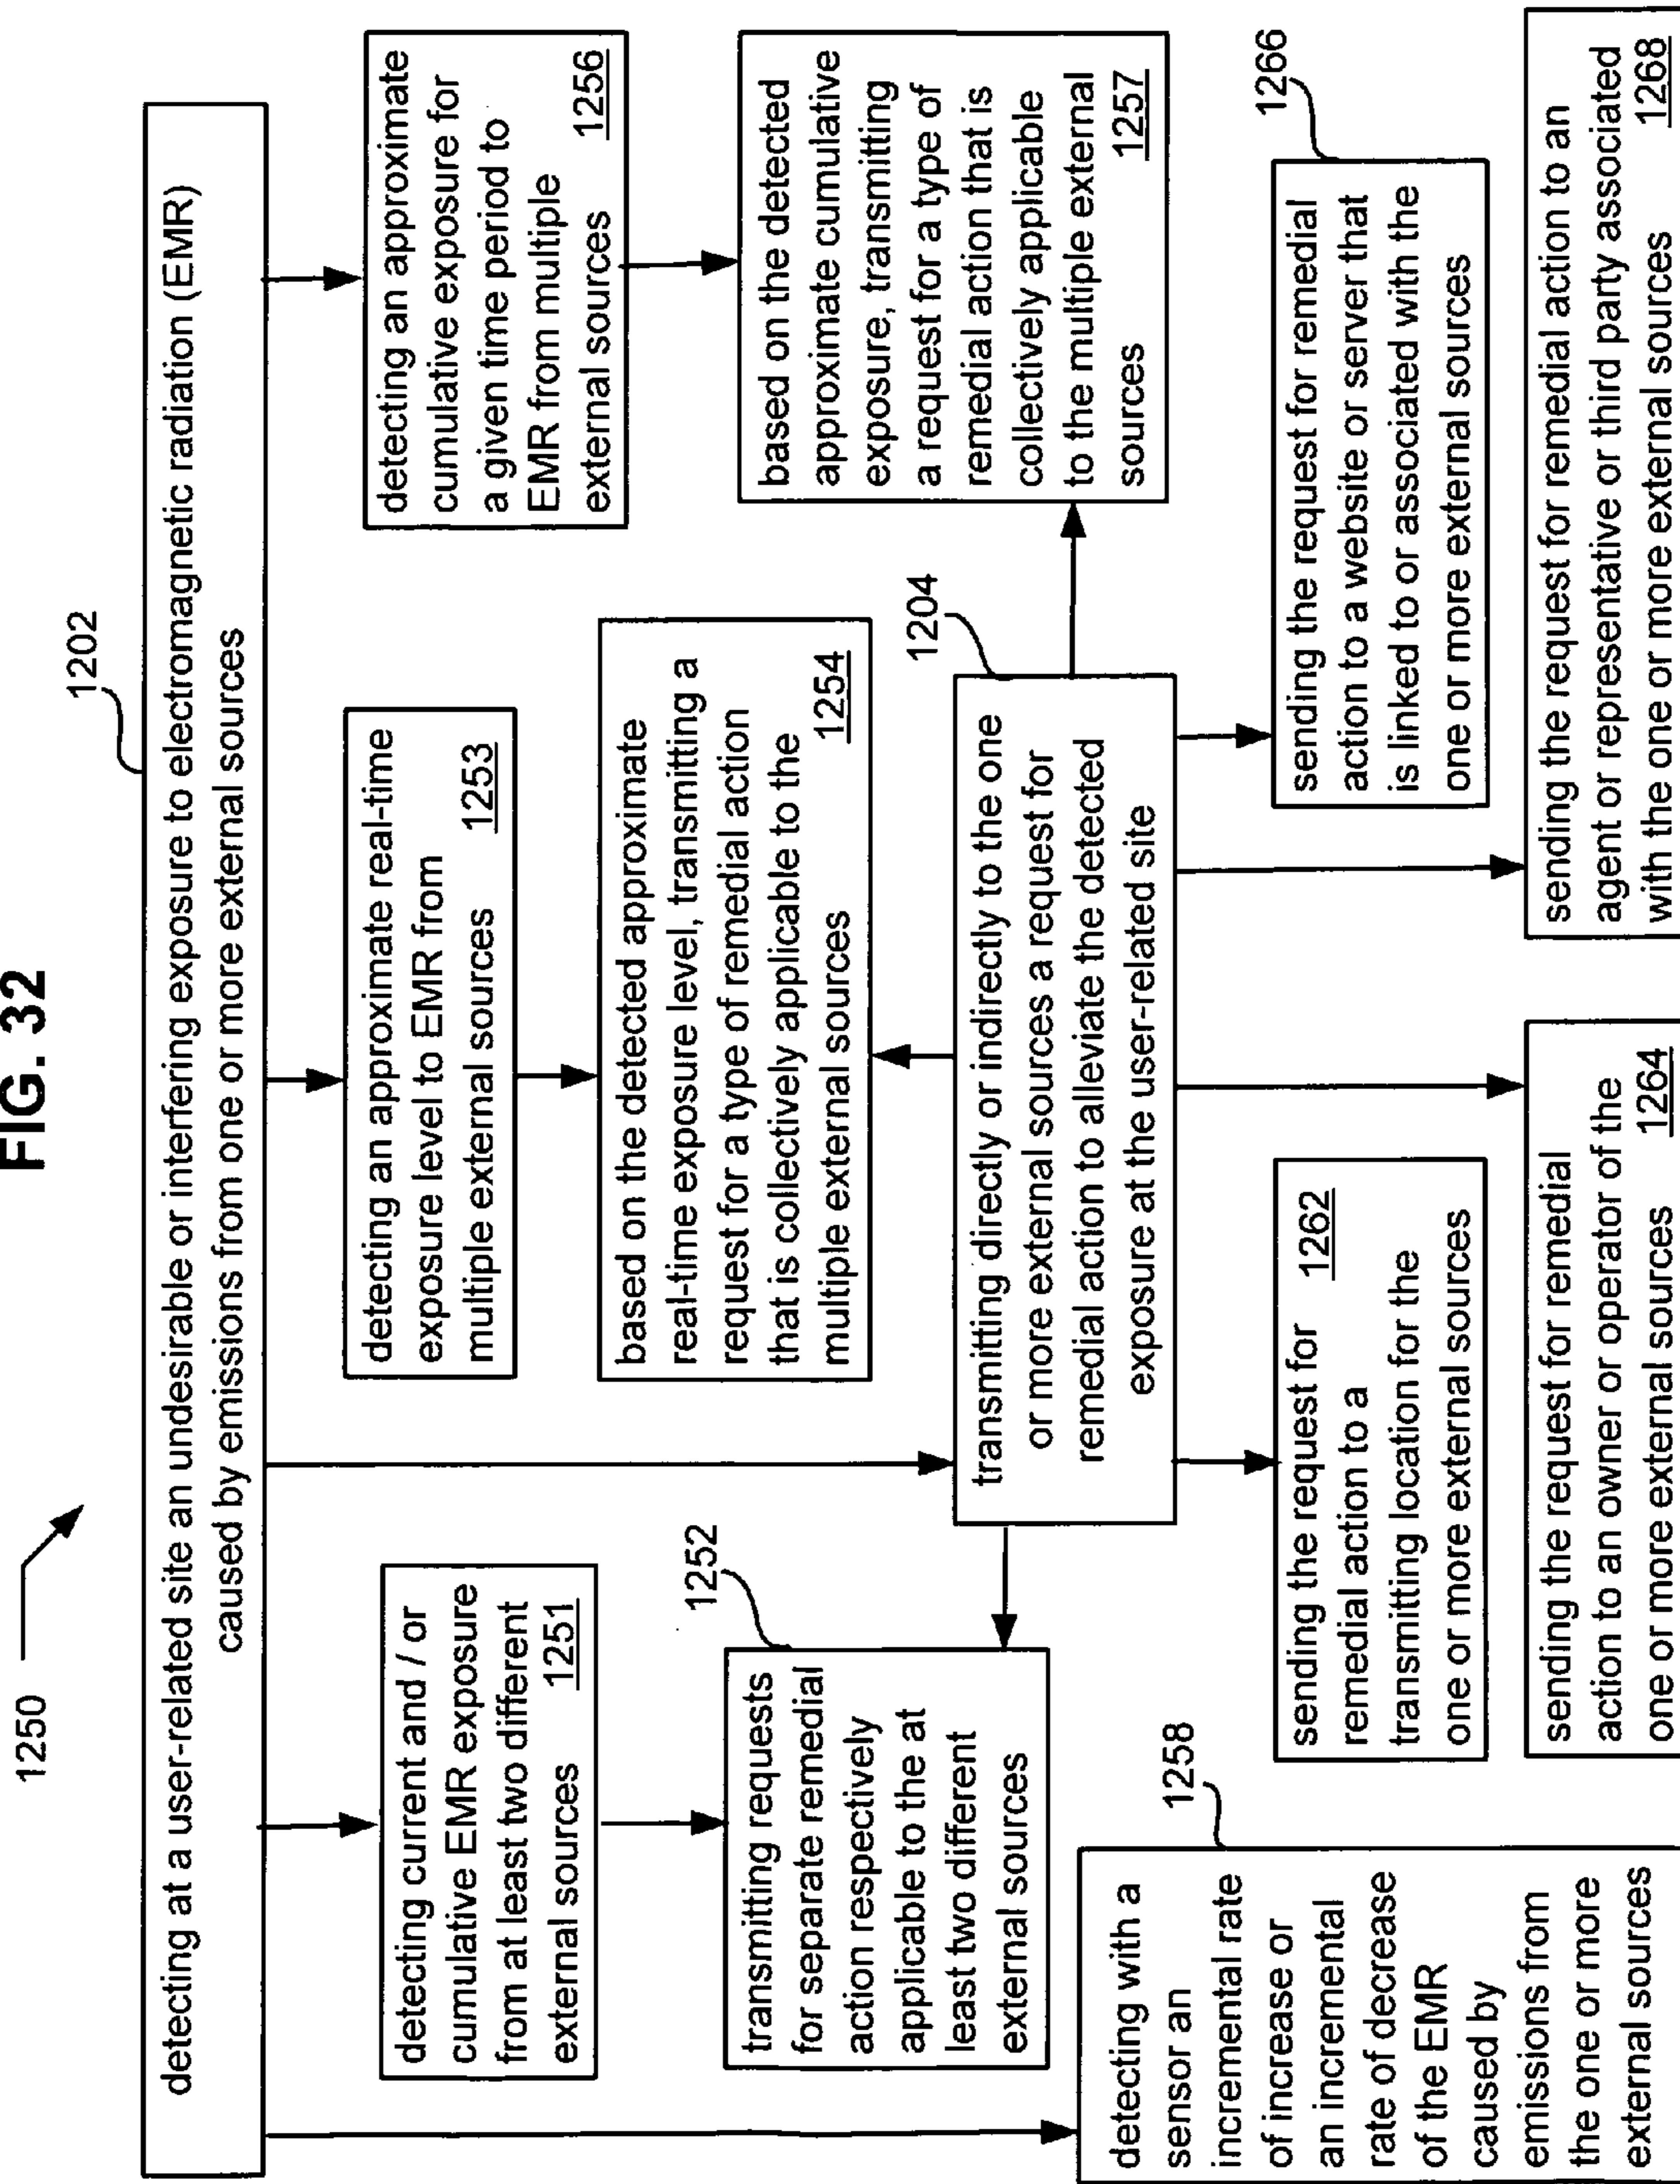 FIG. 32
1250
1202
detecting at a user-related site an undesirable or interfering exposure to electromagnetic radiation (EMR)
caused by emissions from one or more external sources
detecting current and / or
cumulative EMR exposure
from at least two different
external sources 1251
detecting an approximate real-time
exposure level to EMR from
multiple external sources 1253
detecting an approximate
cumulative exposure for
a given time period to
EMR from multiple
external sources 1256
1252
transmitting requests
for separate remedial
action respectively
applicable to the at
least two different
external sources
based on the detected approximate
real-time exposure level, transmitting a
request for a type of remedial action
that is collectively applicable to the
multiple external sources 1254
based on the detected
approximate cumulative
exposure, transmitting
a request for a type of
remedial action that is
collectively applicable
to the multiple external
sources 1257
1204
transmitting directly or indirectly to the one
or more external sources a request for
remedial action to alleviate the detected
exposure at the user-related site
1258
detecting with a
sensor an
incremental rate
of increase or
an incremental
rate of decrease
of the EMR
caused by
emissions from
the one or more
external sources
sending the request for 1262
remedial action to a
transmitting location for the
one or more external sources
1266
sending the request for remedial
action to a website or server that
is linked to or associated with the
one or more external sources
sending the request for remedial
action to an owner or operator of the
one or more external sources 1264
sending the request for remedial action to an
agent or representative or third party associated
with the one or more external sources 1268